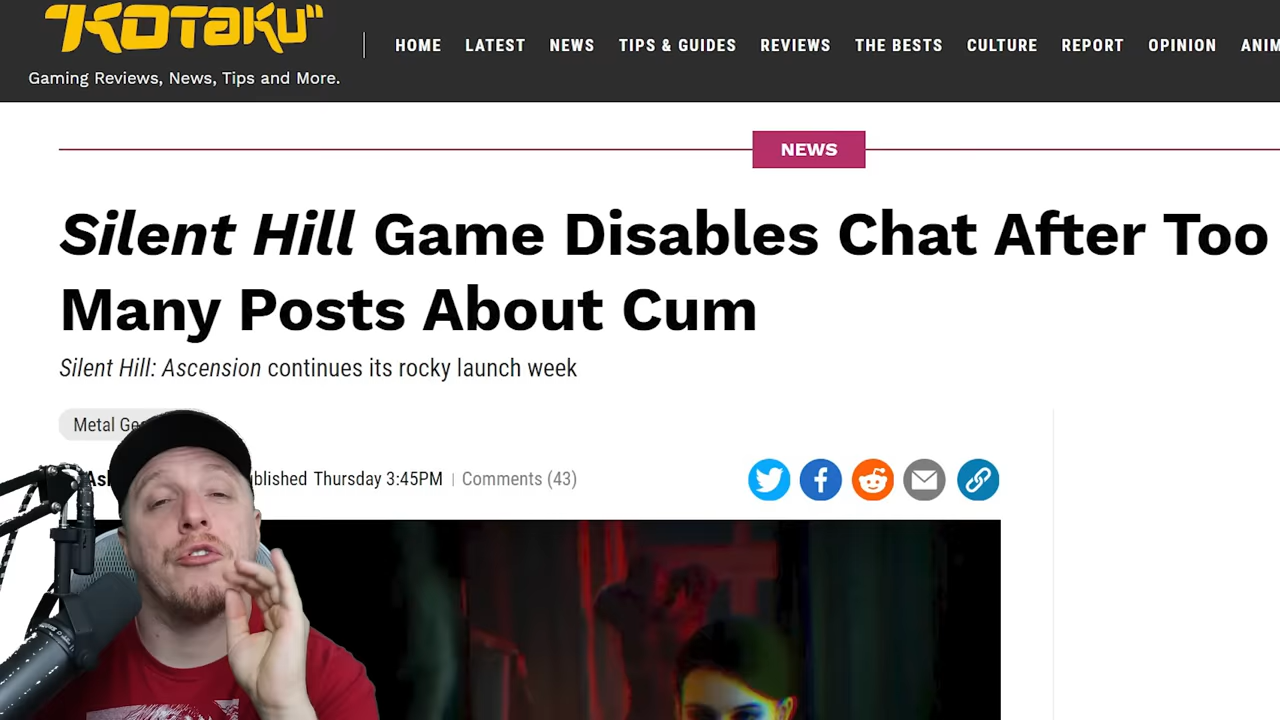 "KOTaKU"
Gaming Reviews, News, Tips and More.
HOME LATEST NEWS TIPS & GUIDES REVIEWS THE BESTS CULTURE REPORT OPINION
NEWS
Silent Hill Game Disables Chat After Too
Many Posts About Cum
Silent Hill: Ascension continues its rocky launch week
Metal
Thursday 3:45PM | Comments (43)